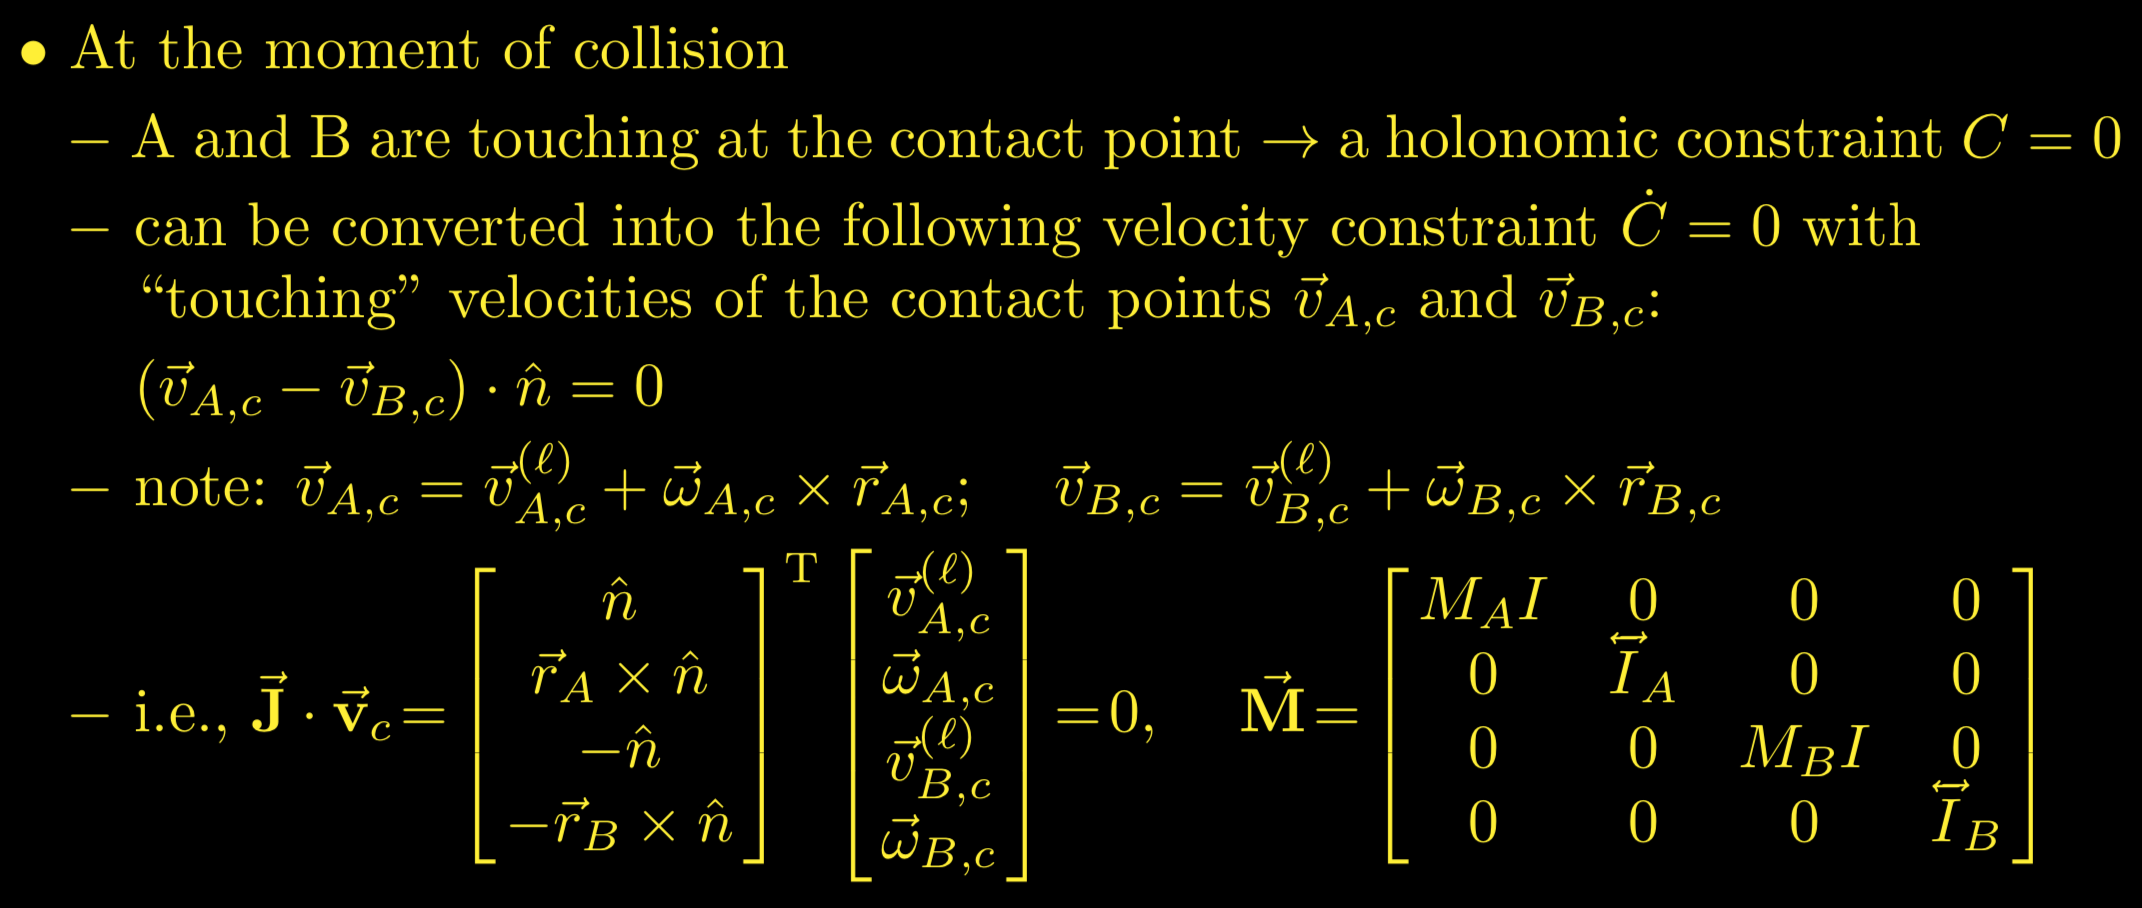 • At the moment of collision
– A and B are touching at the contact point → a holonomic constraint $C = 0$
– can be converted into the following velocity constraint $\dot{C} = 0$ with
“touching” velocities of the contact points $\vec{v}_{A,c}$ and $\vec{v}_{B,c}$:
$(\vec{v}_{A,c} - \vec{v}_{B,c}) \cdot \hat{n} = 0$
– note: $\vec{v}_{A,c} = \vec{v}_{A,c}^{(\ell)} + \vec{\omega}_{A,c} \times \vec{r}_{A,c}$; $\vec{v}_{B,c} = \vec{v}_{B,c}^{(\ell)} + \vec{\omega}_{B,c} \times \vec{r}_{B,c}$
– i.e., $\vec{\mathbf{J}} \cdot \vec{\mathbf{v}}_c = \begin{bmatrix} \hat{n} \\ \vec{r}_A \times \hat{n} \\ -\hat{n} \\ -\vec{r}_B \times \hat{n} \end{bmatrix}^{\mathrm{T}} \begin{bmatrix} \vec{v}_{A,c}^{(\ell)} \\ \vec{\omega}_{A,c} \\ \vec{v}_{B,c}^{(\ell)} \\ \vec{\omega}_{B,c} \end{bmatrix} = 0, \quad \vec{\mathbf{M}} = \begin{bmatrix} M_A I & 0 & 0 & 0 \\ 0 & \overleftrightarrow{I}_A & 0 & 0 \\ 0 & 0 & M_B I & 0 \\ 0 & 0 & 0 & \overleftrightarrow{I}_B \end{bmatrix}$